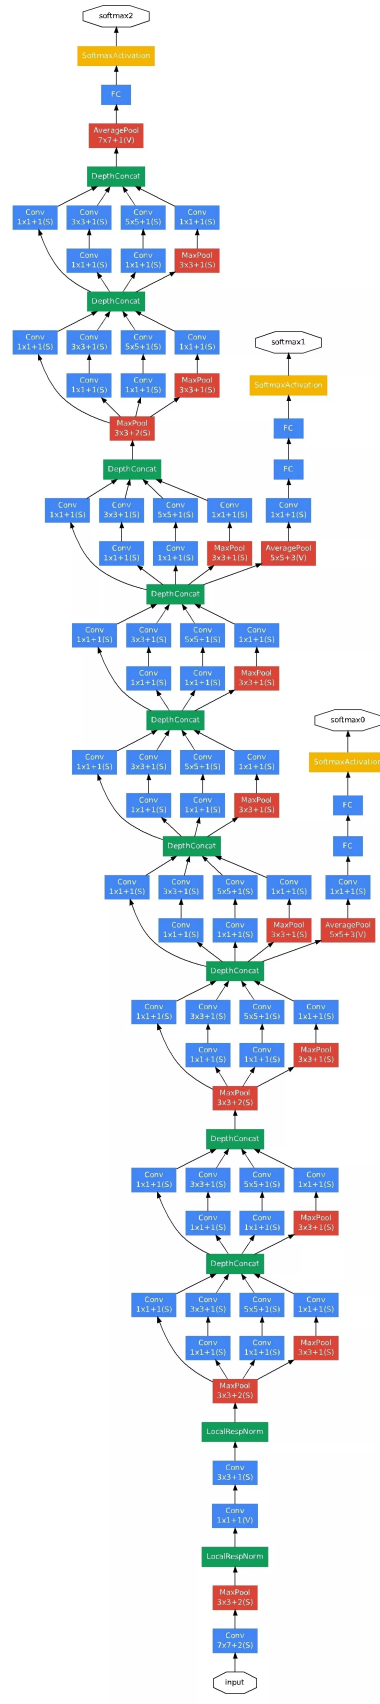 softmax2
SoftmaxActivation
FC
AveragePool
7x7+1(V)
DepthConcat
Conv Conv Conv Conv
1x1+1(S) 3x3+1(S) 5x5+1(S) 1x1+1(S)
Conv Conv MaxPool
1x1+1(S) 1x1+1(S) 3x3+1(S)
DepthConcat
Conv Conv Conv Conv
1x1+1(S) 3x3+1(S) 5x5+1(S) 1x1+1(S)
softmax1
Conv Conv MaxPool
1x1+1(S) 1x1+1(S) 3x3+1(S)
SoftmaxActivation
MaxPool
3x3+2(S)
FC
DepthConcat
FC
Conv Conv Conv Conv Conv
1x1+1(S) 3x3+1(S) 5x5+1(S) 1x1+1(S) 1x1+1(S)
Conv Conv MaxPool AveragePool
1x1+1(S) 1x1+1(S) 3x3+1(S) 5x5+3(V)
DepthConcat
Conv Conv Conv Conv
1x1+1(S) 3x3+1(S) 5x5+1(S) 1x1+1(S)
Conv Conv MaxPool
1x1+1(S) 1x1+1(S) 3x3+1(S)
DepthConcat
softmax0
Conv Conv Conv Conv
1x1+1(S) 3x3+1(S) 5x5+1(S) 1x1+1(S)
SoftmaxActivation
Conv Conv MaxPool
1x1+1(S) 1x1+1(S) 3x3+1(S)
FC
DepthConcat
FC
Conv Conv Conv Conv Conv
1x1+1(S) 3x3+1(S) 5x5+1(S) 1x1+1(S) 1x1+1(S)
Conv Conv MaxPool AveragePool
1x1+1(S) 1x1+1(S) 3x3+1(S) 5x5+3(V)
DepthConcat
Conv Conv Conv Conv
1x1+1(S) 3x3+1(S) 5x5+1(S) 1x1+1(S)
Conv Conv MaxPool
1x1+1(S) 1x1+1(S) 3x3+1(S)
MaxPool
3x3+2(S)
DepthConcat
Conv Conv Conv Conv
1x1+1(S) 3x3+1(S) 5x5+1(S) 1x1+1(S)
Conv Conv MaxPool
1x1+1(S) 1x1+1(S) 3x3+1(S)
DepthConcat
Conv Conv Conv Conv
1x1+1(S) 3x3+1(S) 5x5+1(S) 1x1+1(S)
Conv Conv MaxPool
1x1+1(S) 1x1+1(S) 3x3+1(S)
MaxPool
3x3+2(S)
LocalRespNorm
Conv
3x3+1(S)
Conv
1x1+1(V)
LocalRespNorm
MaxPool
3x3+2(S)
Conv
7x7+2(S)
input